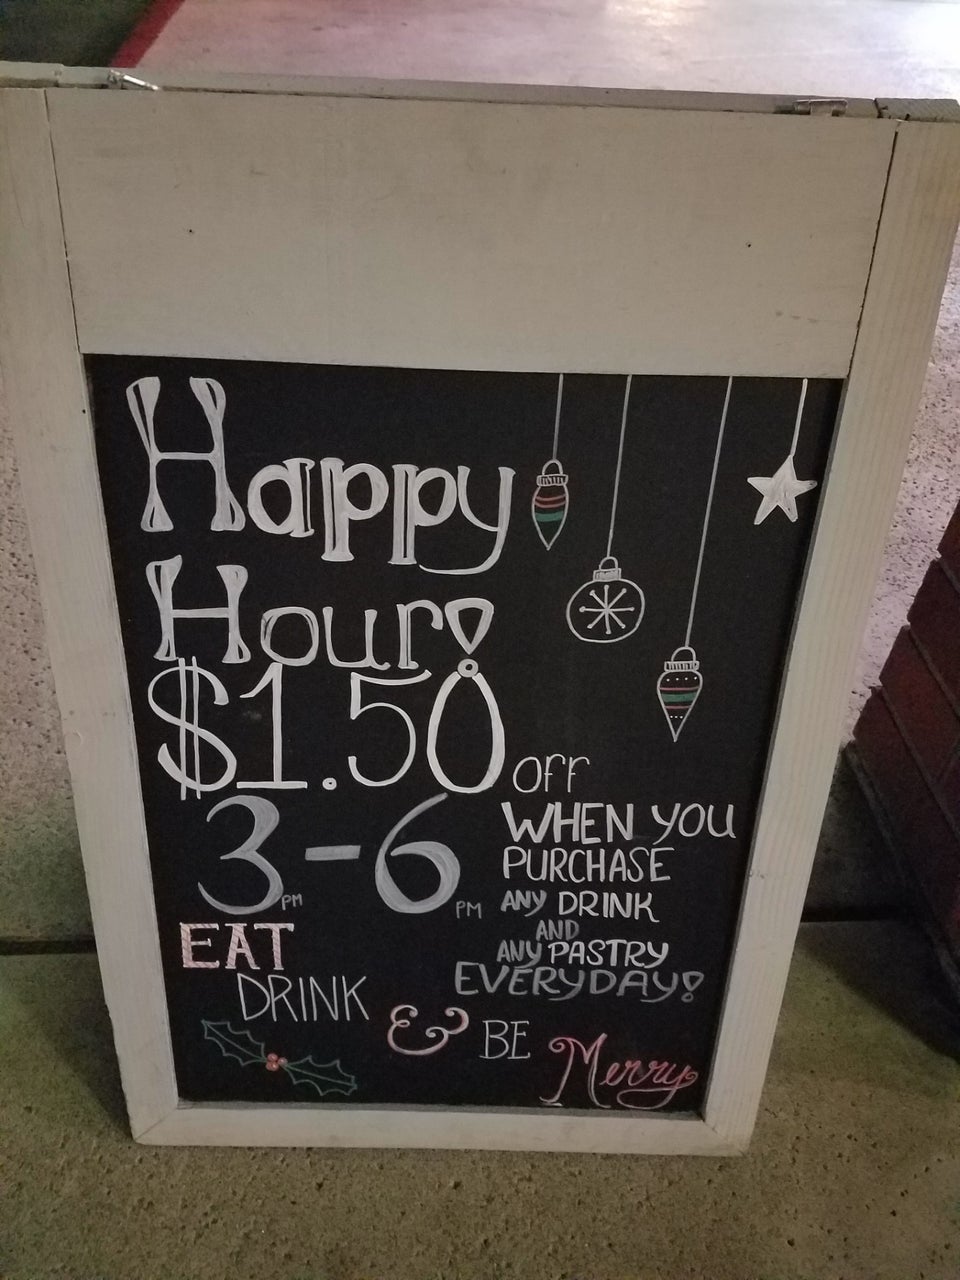 Happy
Hour!
$1.50 off
3PM - 6PM
WHEN YOU
PURCHASE
ANY DRINK
AND
ANY PASTRY
EVERYDAY!
EAT
DRINK
& BE
Merry